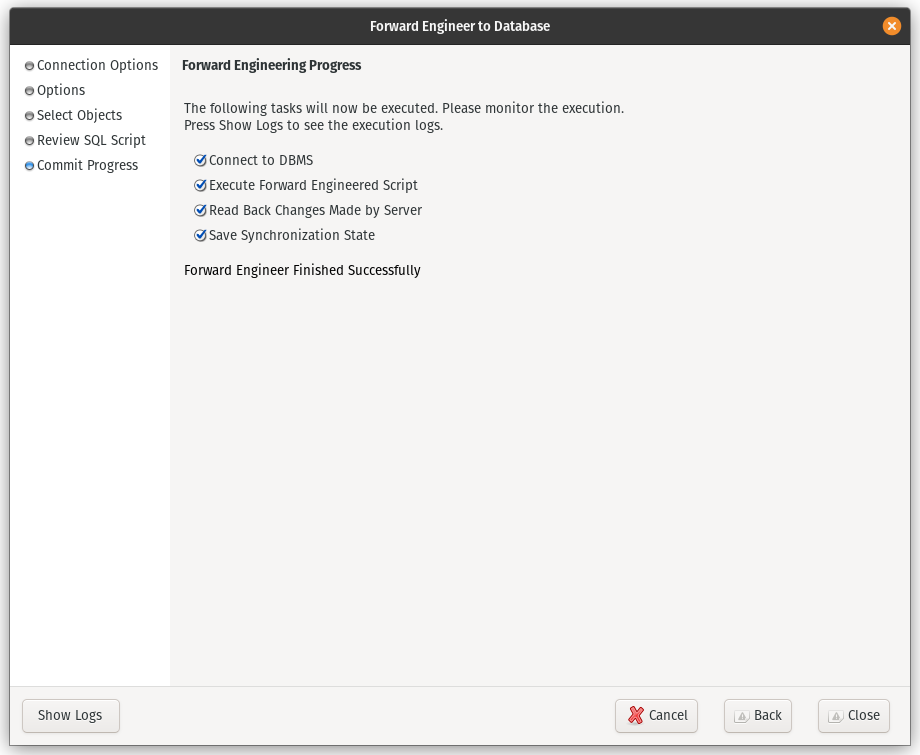 Forward Engineer to Database
Connection Options
Options
Select Objects
Review SQL Script
Commit Progress
Forward Engineering Progress
The following tasks will now be executed. Please monitor the execution.
Press Show Logs to see the execution logs.
Connect to DBMS
Execute Forward Engineered Script
Read Back Changes Made by Server
Save Synchronization State
Forward Engineer Finished Successfully
Show Logs
Cancel
Back
Close